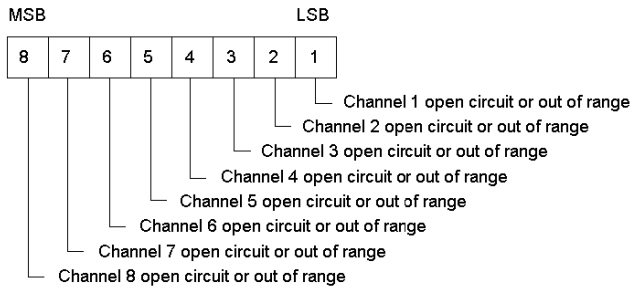 MSB LSB
8 7 6 5 4 3 2 1
Channel 1 open circuit or out of range
Channel 2 open circuit or out of range
Channel 3 open circuit or out of range
Channel 4 open circuit or out of range
Channel 5 open circuit or out of range
Channel 6 open circuit or out of range
Channel 7 open circuit or out of range
Channel 8 open circuit or out of range